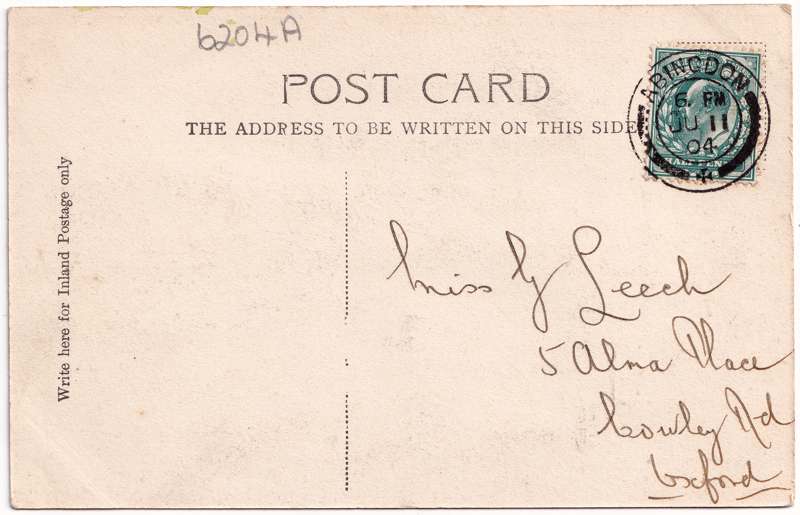 6204A
POST CARD
THE ADDRESS TO BE WRITTEN ON THIS SIDE
ABINGDON
6. PM
JU 11
04
Write here for Inland Postage only
Miss G Leech
5 Alma Place
Cowley Rd
Oxford